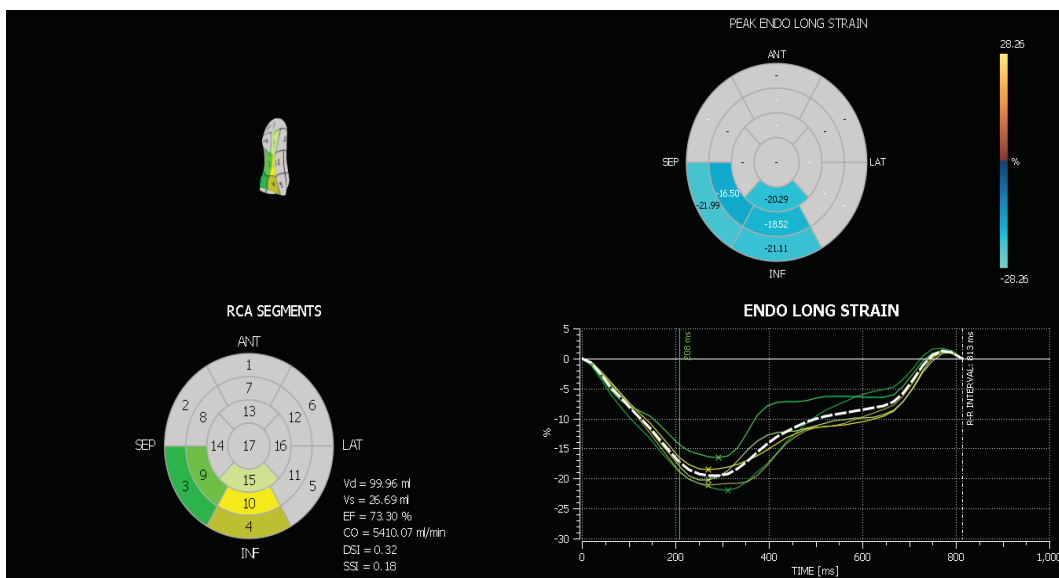 PEAK ENDO LONG STRAIN
28.26
ANT
-
-
-
-
-
-
-
SEP
-
-
-
-
-
LAT
%
-21.99
-16.50
-20.29
-18.52
-21.11
INF
-28.26
RCA SEGMENTS
ANT
1
7
2
6
8
13
12
SEP
14
17
16
LAT
3
9
15
11
5
10
4
INF
Vd = 99.96 ml
Vs = 26.69 ml
EF = 73.30 %
CO = 5410.07 ml/min
DSI = 0.32
SSI = 0.18
ENDO LONG STRAIN
5
0
-5
-10
-15
-20
-25
-30
%
208 ms
R-R INTERVAL: 813 ms
0
200
400
600
800
1,000
TIME [ms]